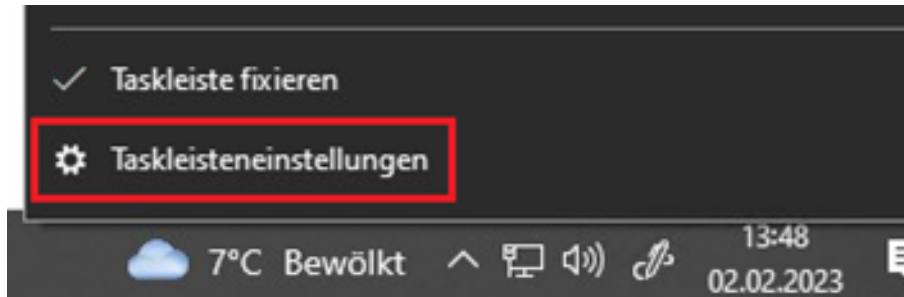 Taskleiste fixieren
Taskleisteneinstellungen
7°C Bewölkt
13:48
02.02.2023